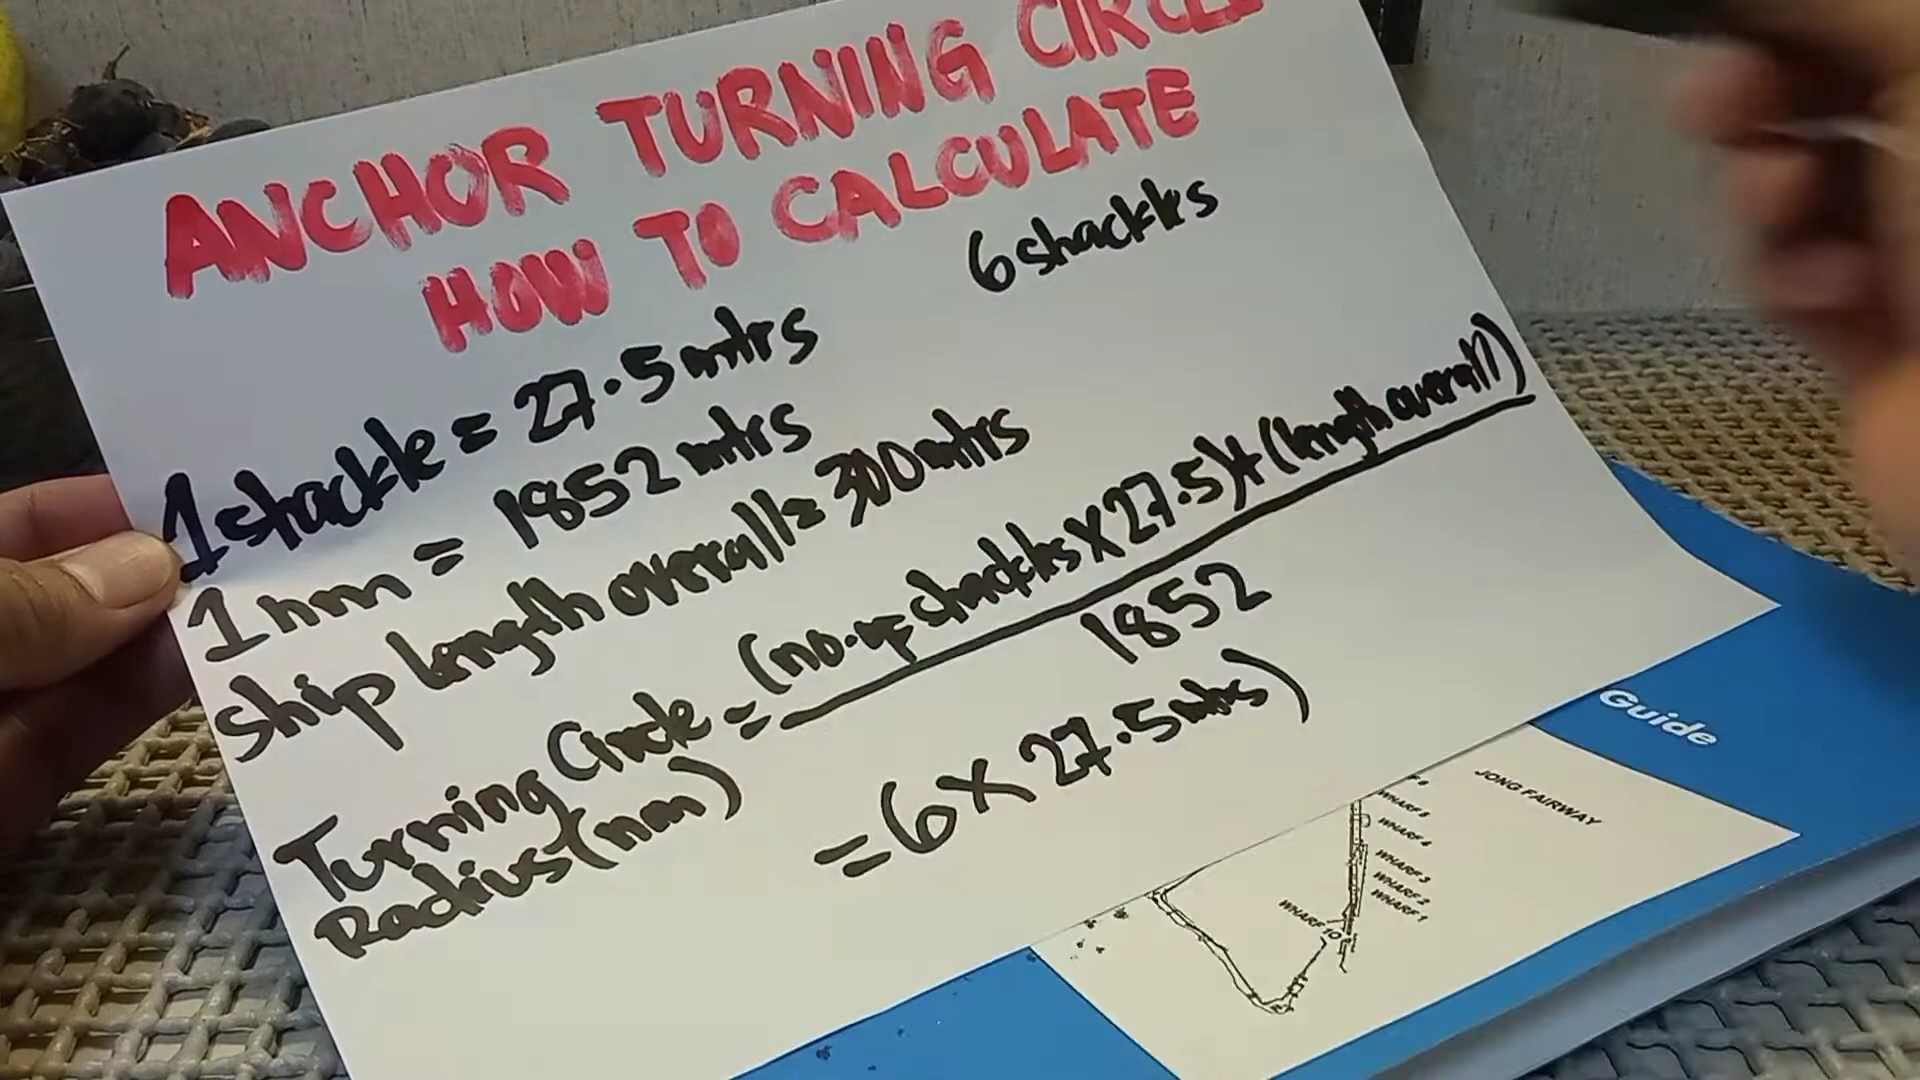 ANCHOR TURNING CIRCLE
HOW TO CALCULATE
6 shackles
1 shackle = 27.5 mtrs
1 nm = 1852 mtrs
Ship length overall = 300 mtrs
Turning Circle = (no. of shackles X 27.5) + (length overall)
Radius (nm)
1852
= 6 X 27.5 mtrs)
Guide
JONG FAIRWAY
WHARF 5
WHARF 4
WHARF 3
WHARF 2
WHARF 1
WHARF 10